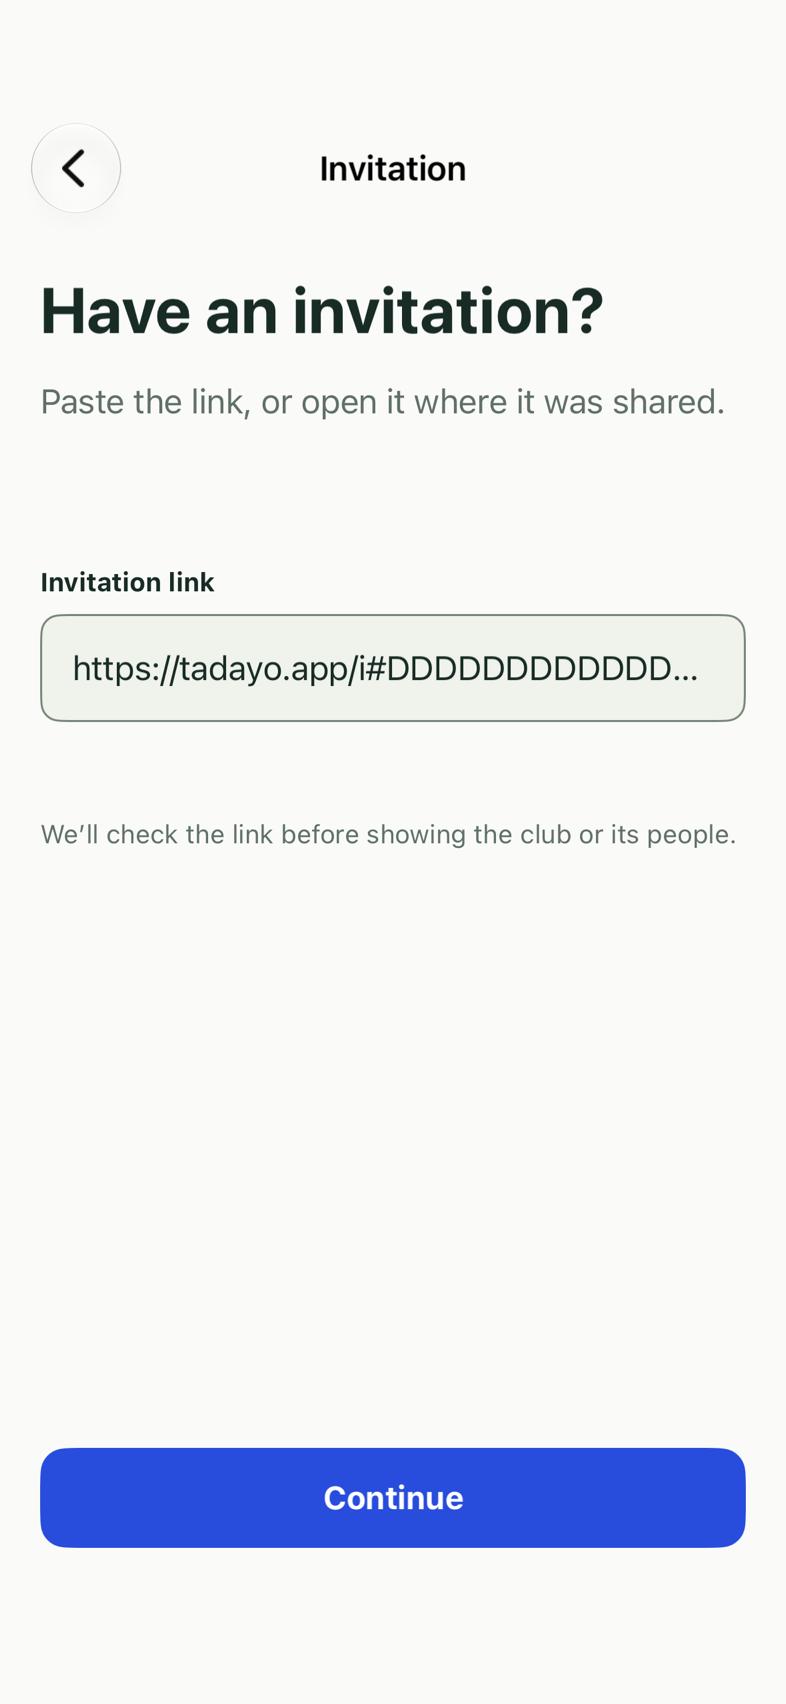 Invitation
Have an invitation?
Paste the link, or open it where it was shared.
Invitation link
https://tadayo.app/i#DDDDDDDDDDDD...
We’ll check the link before showing the club or its people.
Continue